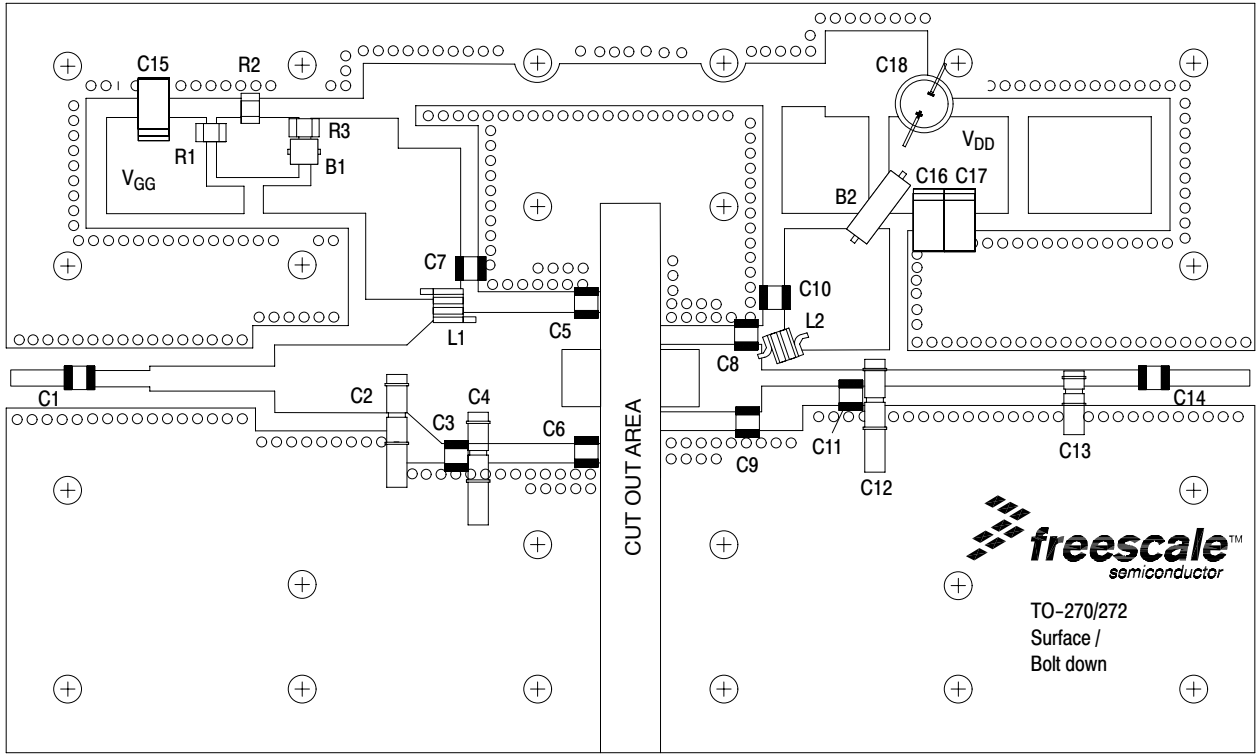 C15
R2
C18
R1
R3
B1
VGG
VDD
C16 C17
B2
C7
C10
L1
C5
L2
C8
C1
C2
C4
C3
C6
C9
C11
C12
C13
C14
CUT OUT AREA
freescale™
semiconductor
TO-270/272
Surface /
Bolt down